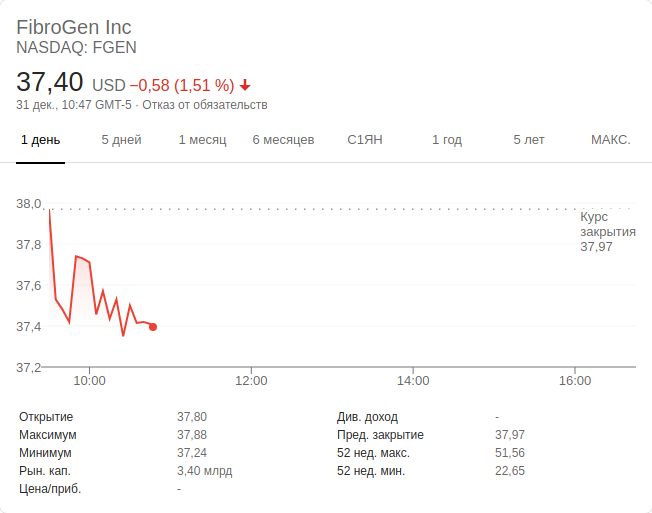 FibroGen Inc
NASDAQ: FGEN
37,40 USD −0,58 (1,51 %)
31 дек., 10:47 GMT-5 · Отказ от обязательств
1 день 5 дней 1 месяц 6 месяцев С1ЯН 1 год 5 лет МАКС.
38,0
37,8
37,6
37,4
37,2
Курс
закрытия
37,97
10:00 12:00 14:00 16:00
Открытие 37,80 Див. доход -
Максимум 37,88 Пред. закрытие 37,97
Минимум 37,24 52 нед. макс. 51,56
Рын. кап. 3,40 млрд 52 нед. мин. 22,65
Цена/приб. -